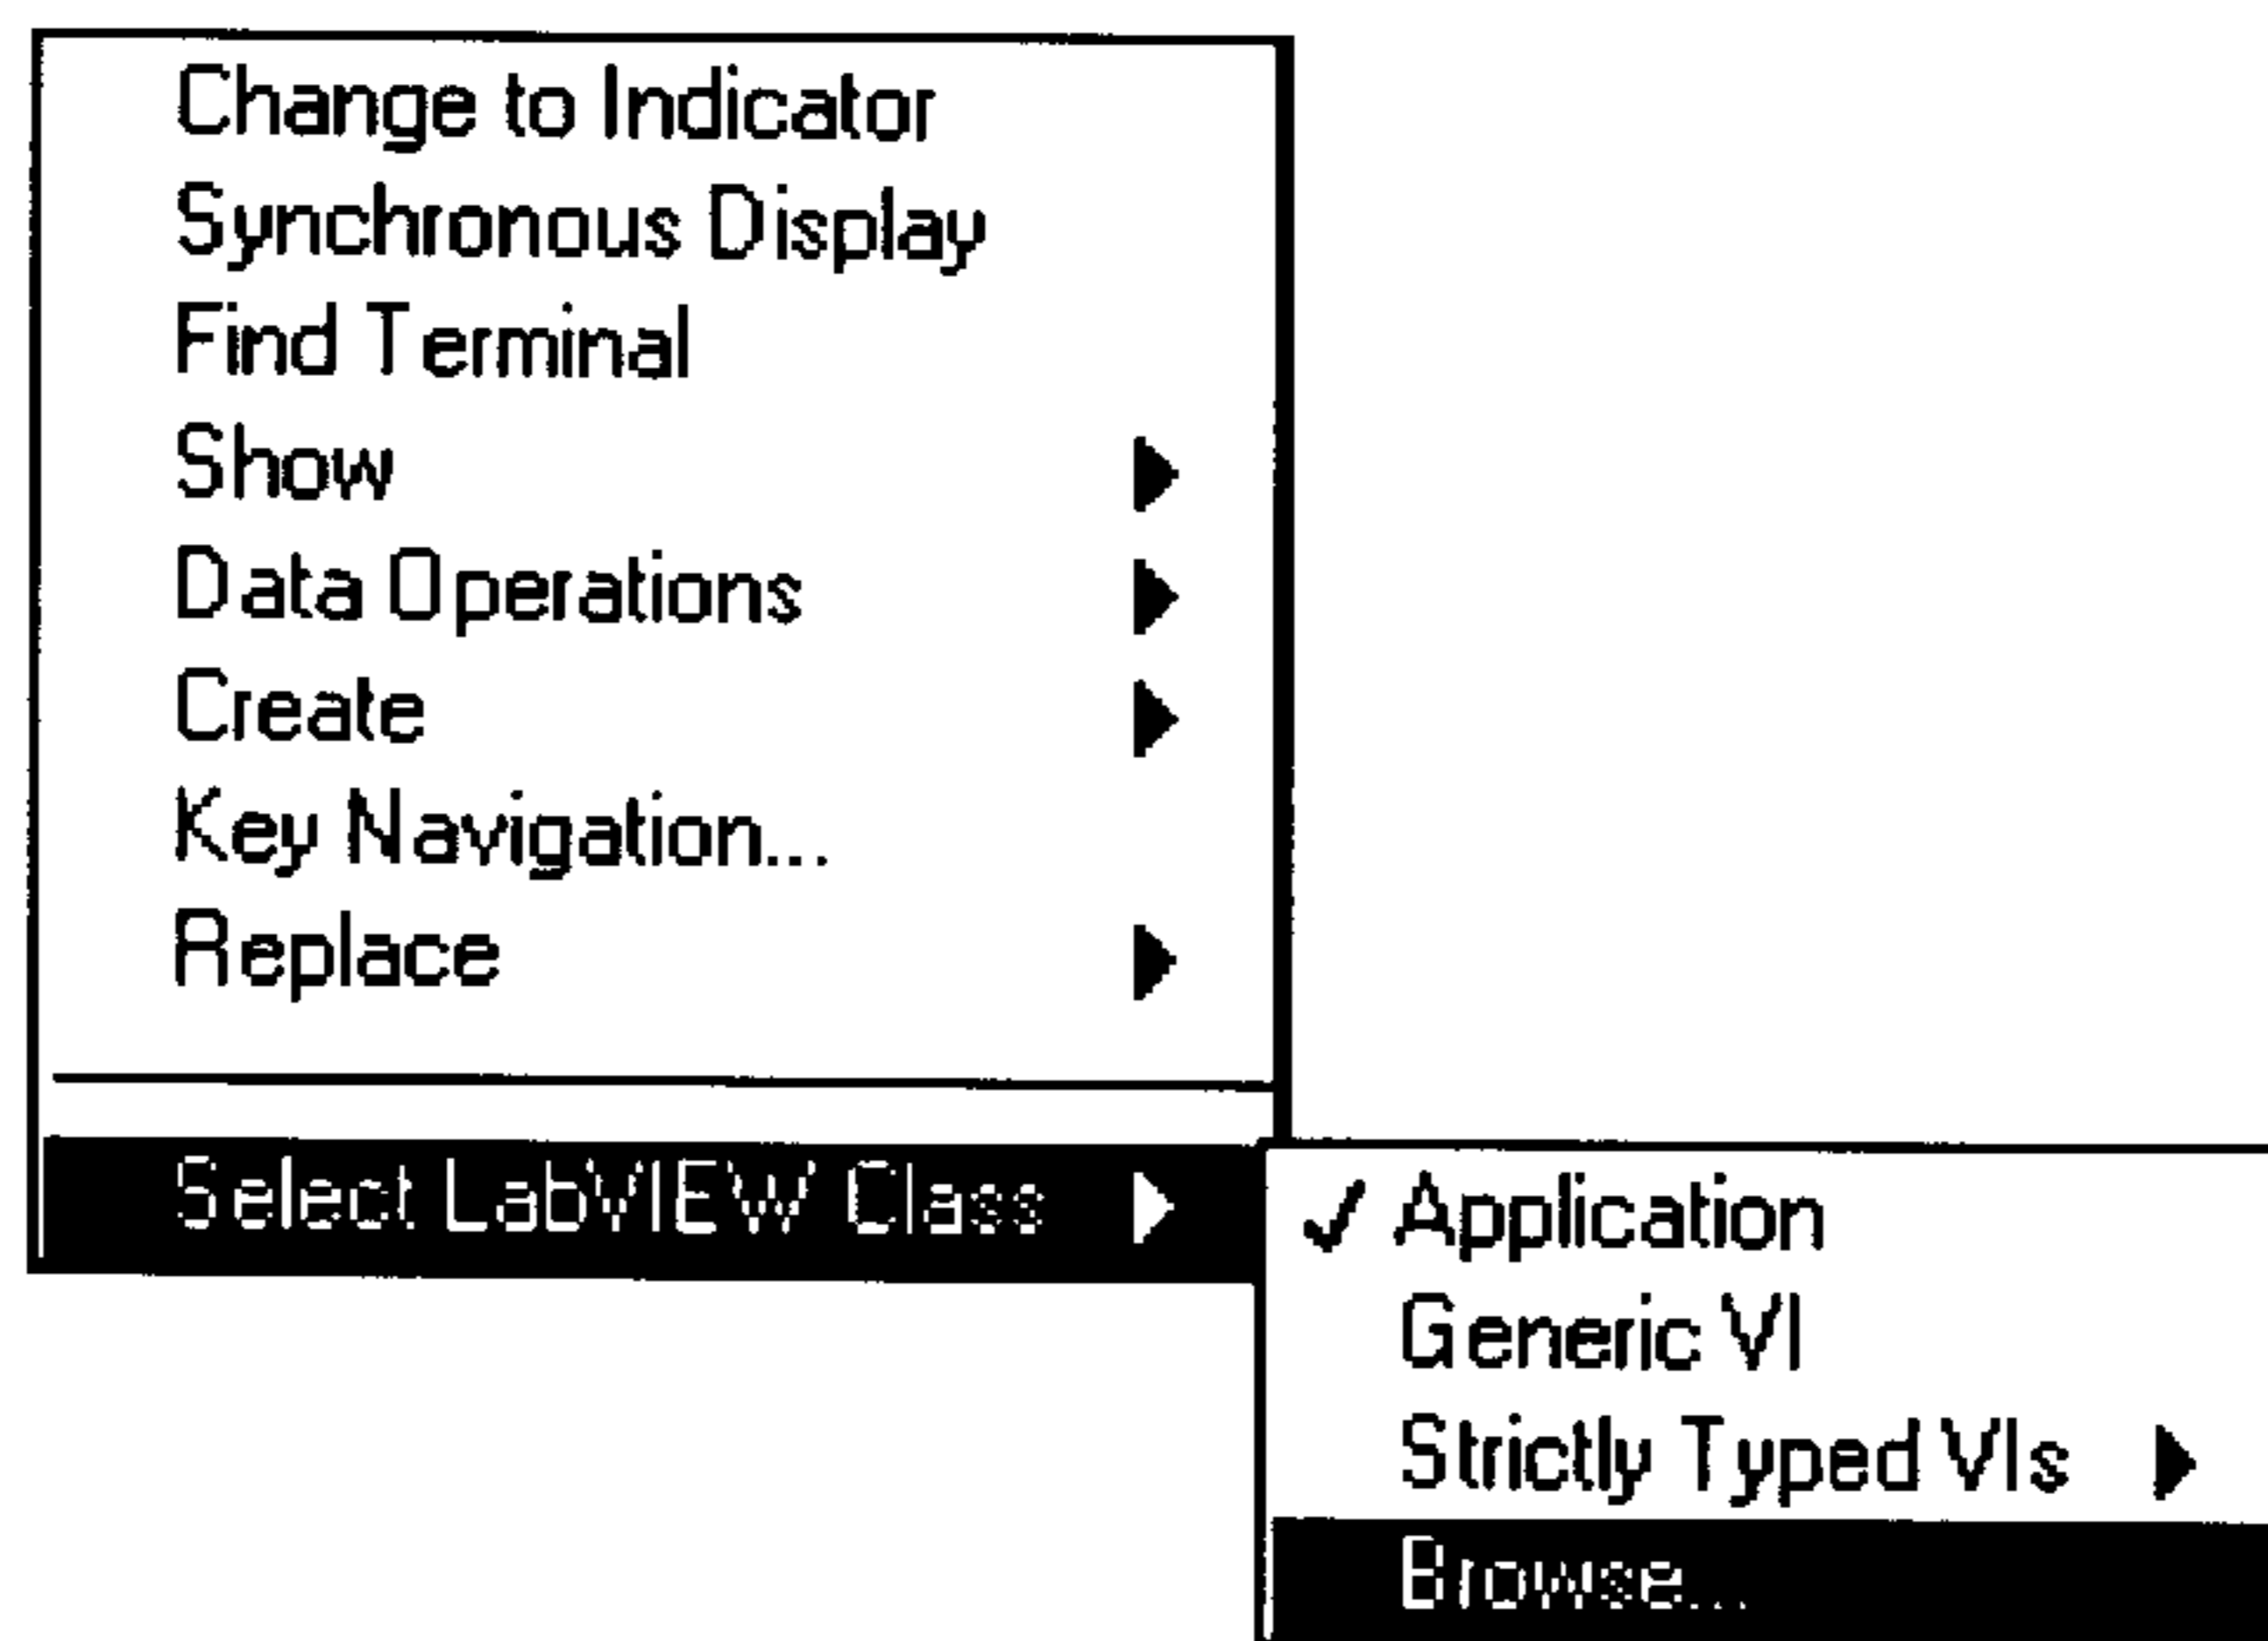 Change to Indicator
Synchronous Display
Find Terminal
Show
Data Operations
Create
Key Navigation...
Replace
Select LabVIEW Class
Application
Generic VI
Strictly Typed VIs
Browse...